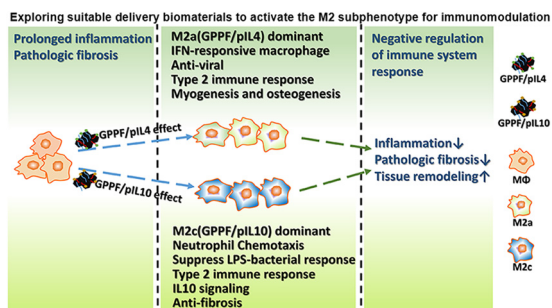 Exploring suitable delivery biomaterials to activate the M2 subphenotype for immunomodulation
Prolonged inflammation
Pathologic fibrosis
M2a(GPPF/pIL4) dominant
IFN-responsive macrophage
Anti-viral
Type 2 immune response
Myogenesis and osteogenesis
Negative regulation
of immune system
response
GPPF/pIL4
GPPF/pIL10
MΦ
M2a
M2c
GPPF/pIL4 effect
GPPF/pIL10 effect
Inflammation↓
Pathologic fibrosis↓
Tissue remodeling↑
M2c(GPPF/pIL10) dominant
Neutrophil Chemotaxis
Suppress LPS-bacterial response
Type 2 immune response
IL10 signaling
Anti-fibrosis